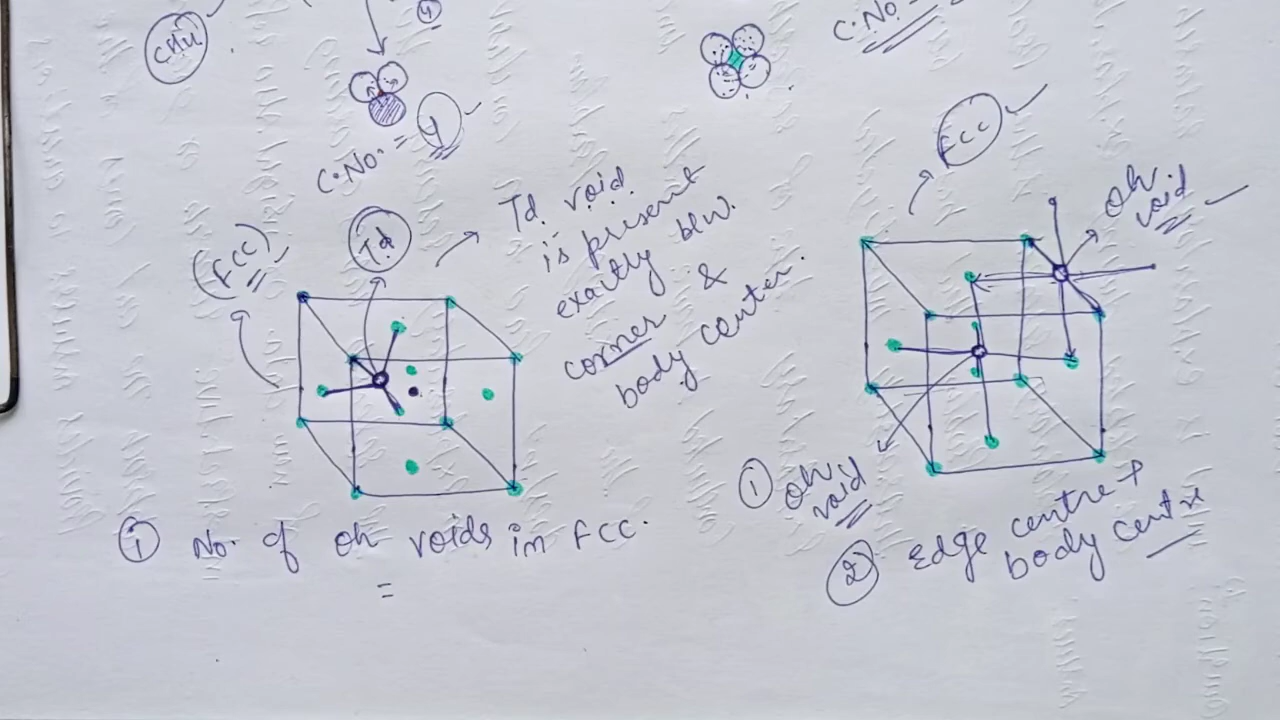 C.No.
C.No. = 4
(FCC)
Td
Td. void.
is present
exactly b/w.
corner &
body center.
FCC
oh.
void
① oh
void
② Edge centre +
body centre
① No. of oh voids in FCC.
=